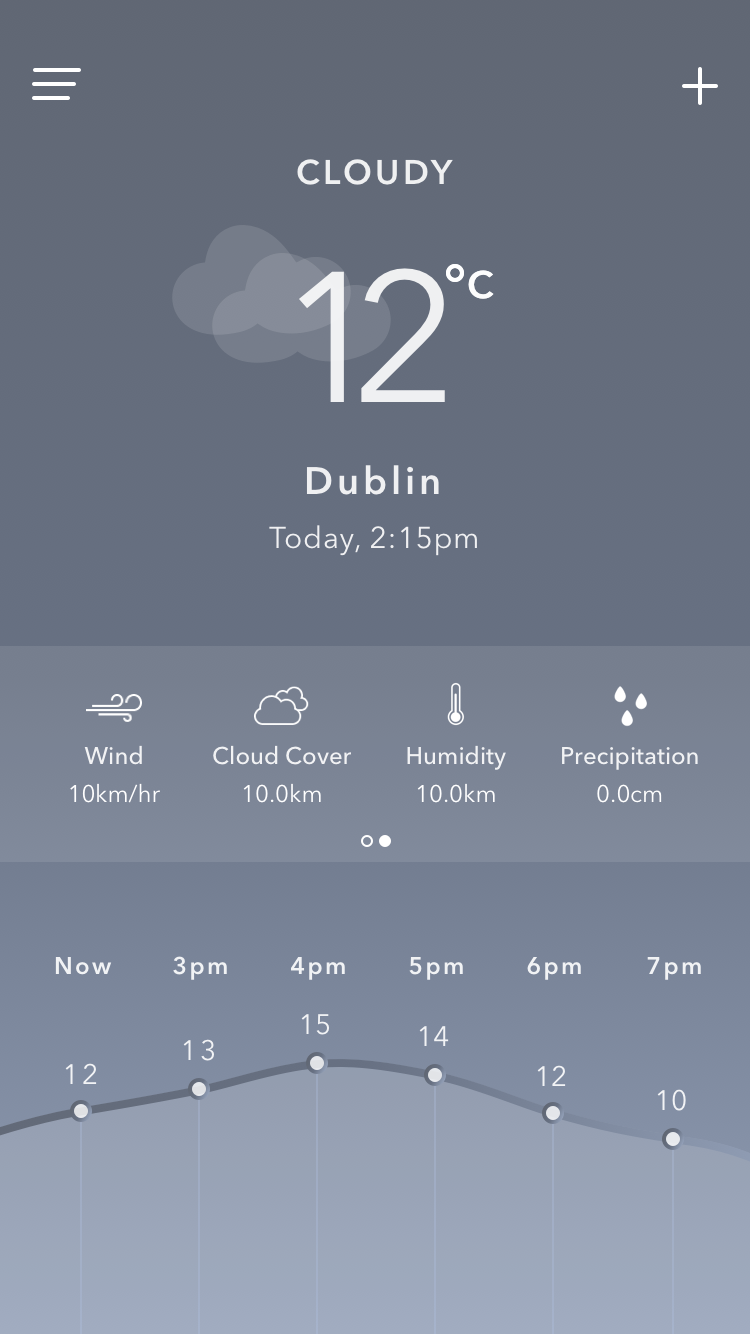 CLOUDY
12°C
Dublin
Today, 2:15pm
Wind Cloud Cover Humidity Precipitation
10km/hr 10.0km 10.0km 0.0cm
Now 3pm 4pm 5pm 6pm 7pm
12 13 15 14 12 10